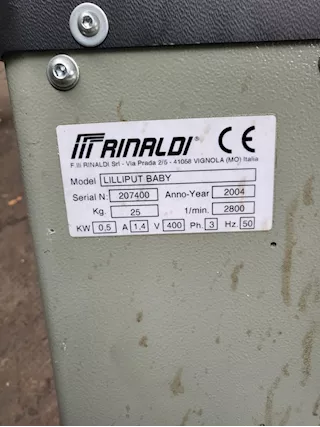 RINALDI® CE
F.lli RINALDI Srl - Via Prada 2/5 - 41058 VIGNOLA (MO) Italia
Model LILLIPUT BABY
Serial N: 207400 Anno-Year 2004
Kg. 25 1/min. 2800
KW 0,5 A 1.4 V 400 Ph. 3 Hz. 50